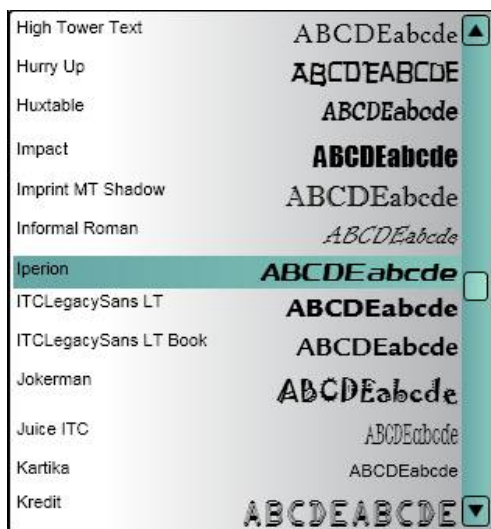 High Tower Text ABCDEabcde
Hurry Up ABCDEABCDE
Huxtable ABCDEabcde
Impact ABCDEabcde
Imprint MT Shadow ABCDEabcde
Informal Roman ABCDEabcde
Iperion ABCDEabcde
ITCLegacySans LT ABCDEabcde
ITCLegacySans LT Book ABCDEabcde
Jokerman ABCDEabcde
Juice ITC ABCDEabcde
Kartika ABCDEabcde
Kredit ABCDEABCDE